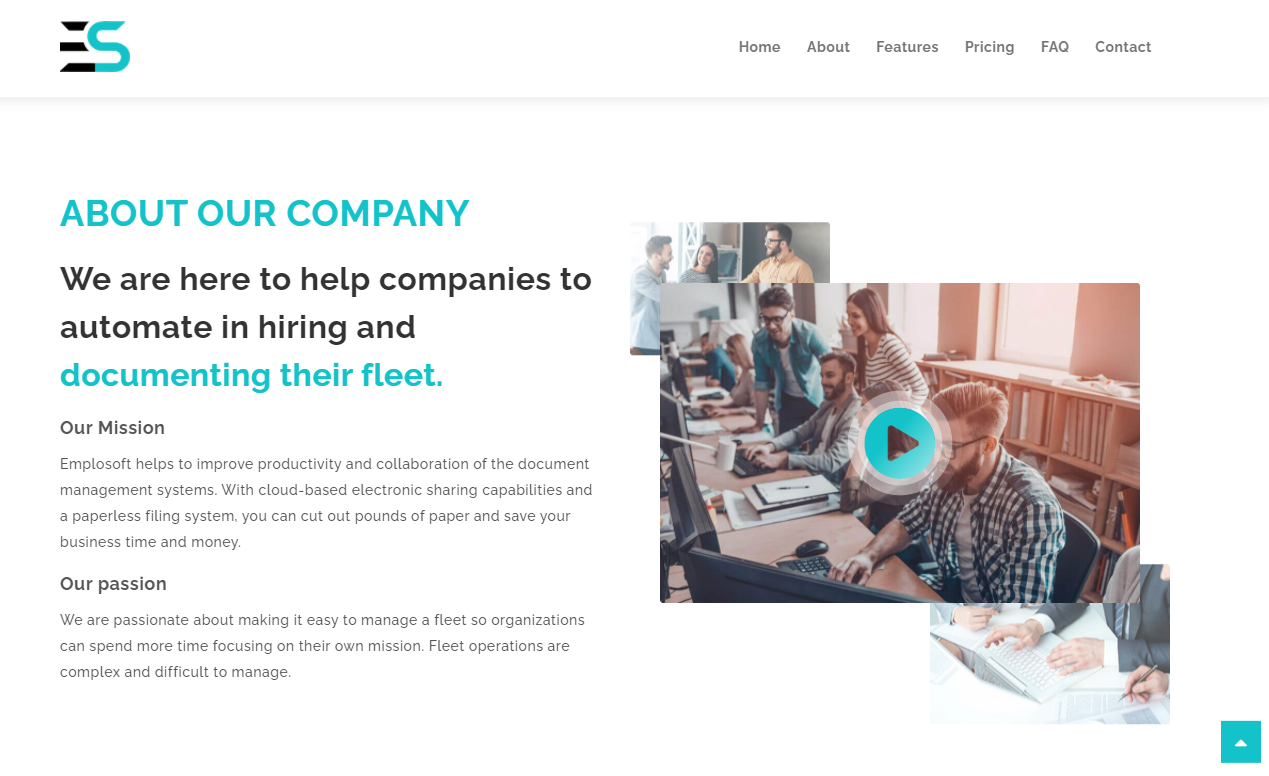 ES
Home About Features Pricing FAQ Contact
ABOUT OUR COMPANY
We are here to help companies to
automate in hiring and
documenting their fleet.
Our Mission
Emplosoft helps to improve productivity and collaboration of the document
management systems. With cloud-based electronic sharing capabilities and
a paperless filing system, you can cut out pounds of paper and save your
business time and money.
Our passion
We are passionate about making it easy to manage a fleet so organizations
can spend more time focusing on their own mission. Fleet operations are
complex and difficult to manage.